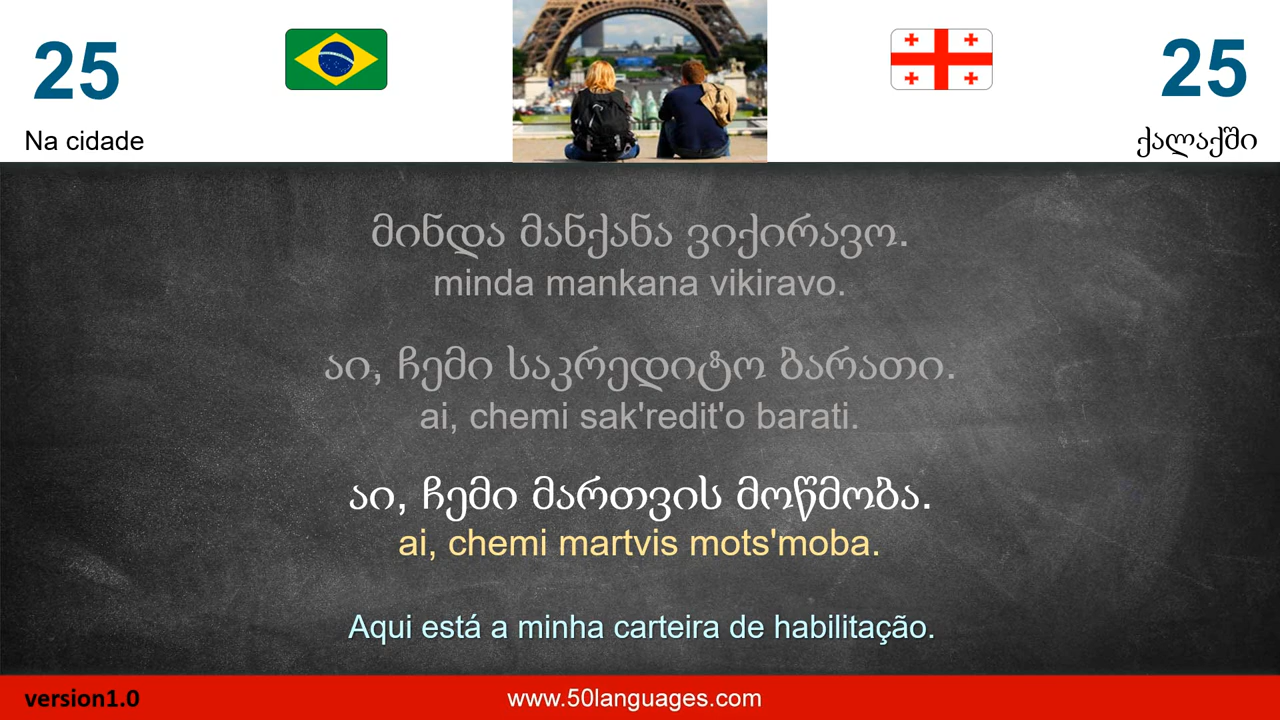 25
25
Na cidade
ქალაქში
მინდა მანქანა ვიქირავო.
minda mankana vikiravo.
აი, ჩემი საკრედიტო ბარათი.
ai, chemi sak'redit'o barati.
აი, ჩემი მართვის მოწმობა.
ai, chemi martvis mots'moba.
Aqui está a minha carteira de habilitação.
version1.0
www.50languages.com